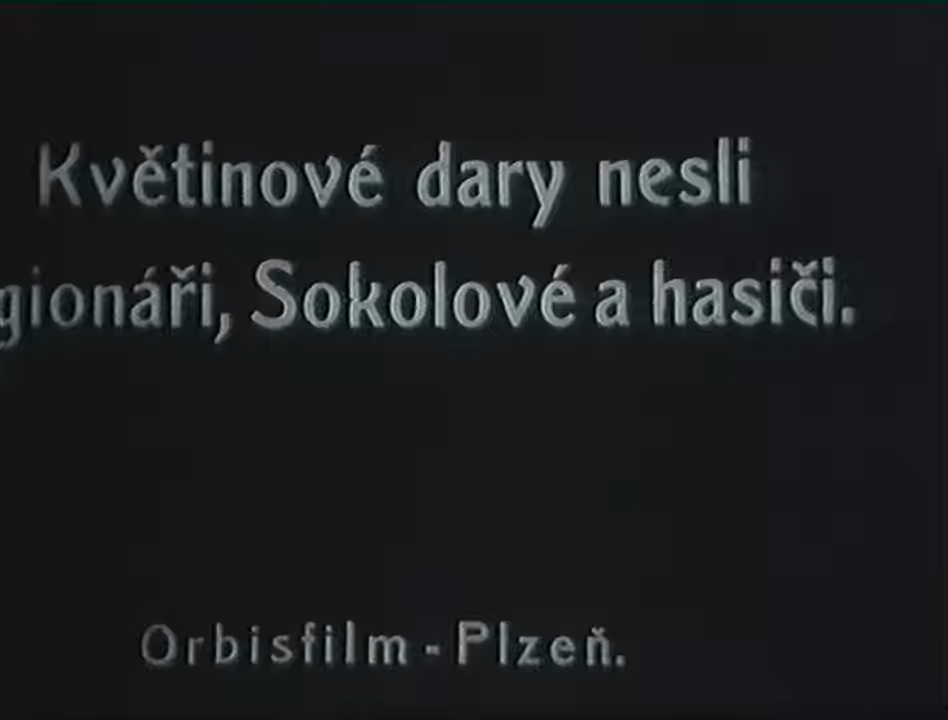 Květinové dary nesli
gionáři, Sokolové a hasiči.
Orbisfilm - Plzeň.